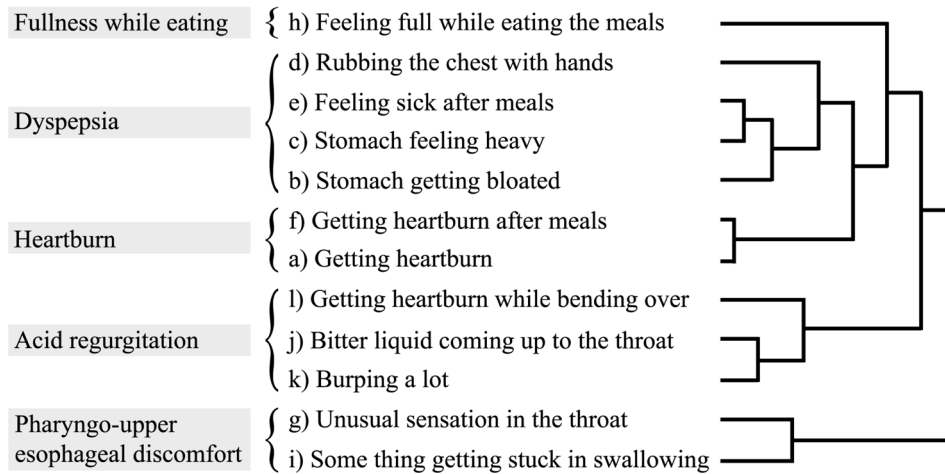 Fullness while eating
h) Feeling full while eating the meals
d) Rubbing the chest with hands
e) Feeling sick after meals
Dyspepsia
c) Stomach feeling heavy
b) Stomach getting bloated
f) Getting heartburn after meals
Heartburn
a) Getting heartburn
l) Getting heartburn while bending over
Acid regurgitation
j) Bitter liquid coming up to the throat
k) Burping a lot
Pharyngo-upper
esophageal discomfort
g) Unusual sensation in the throat
i) Some thing getting stuck in swallowing